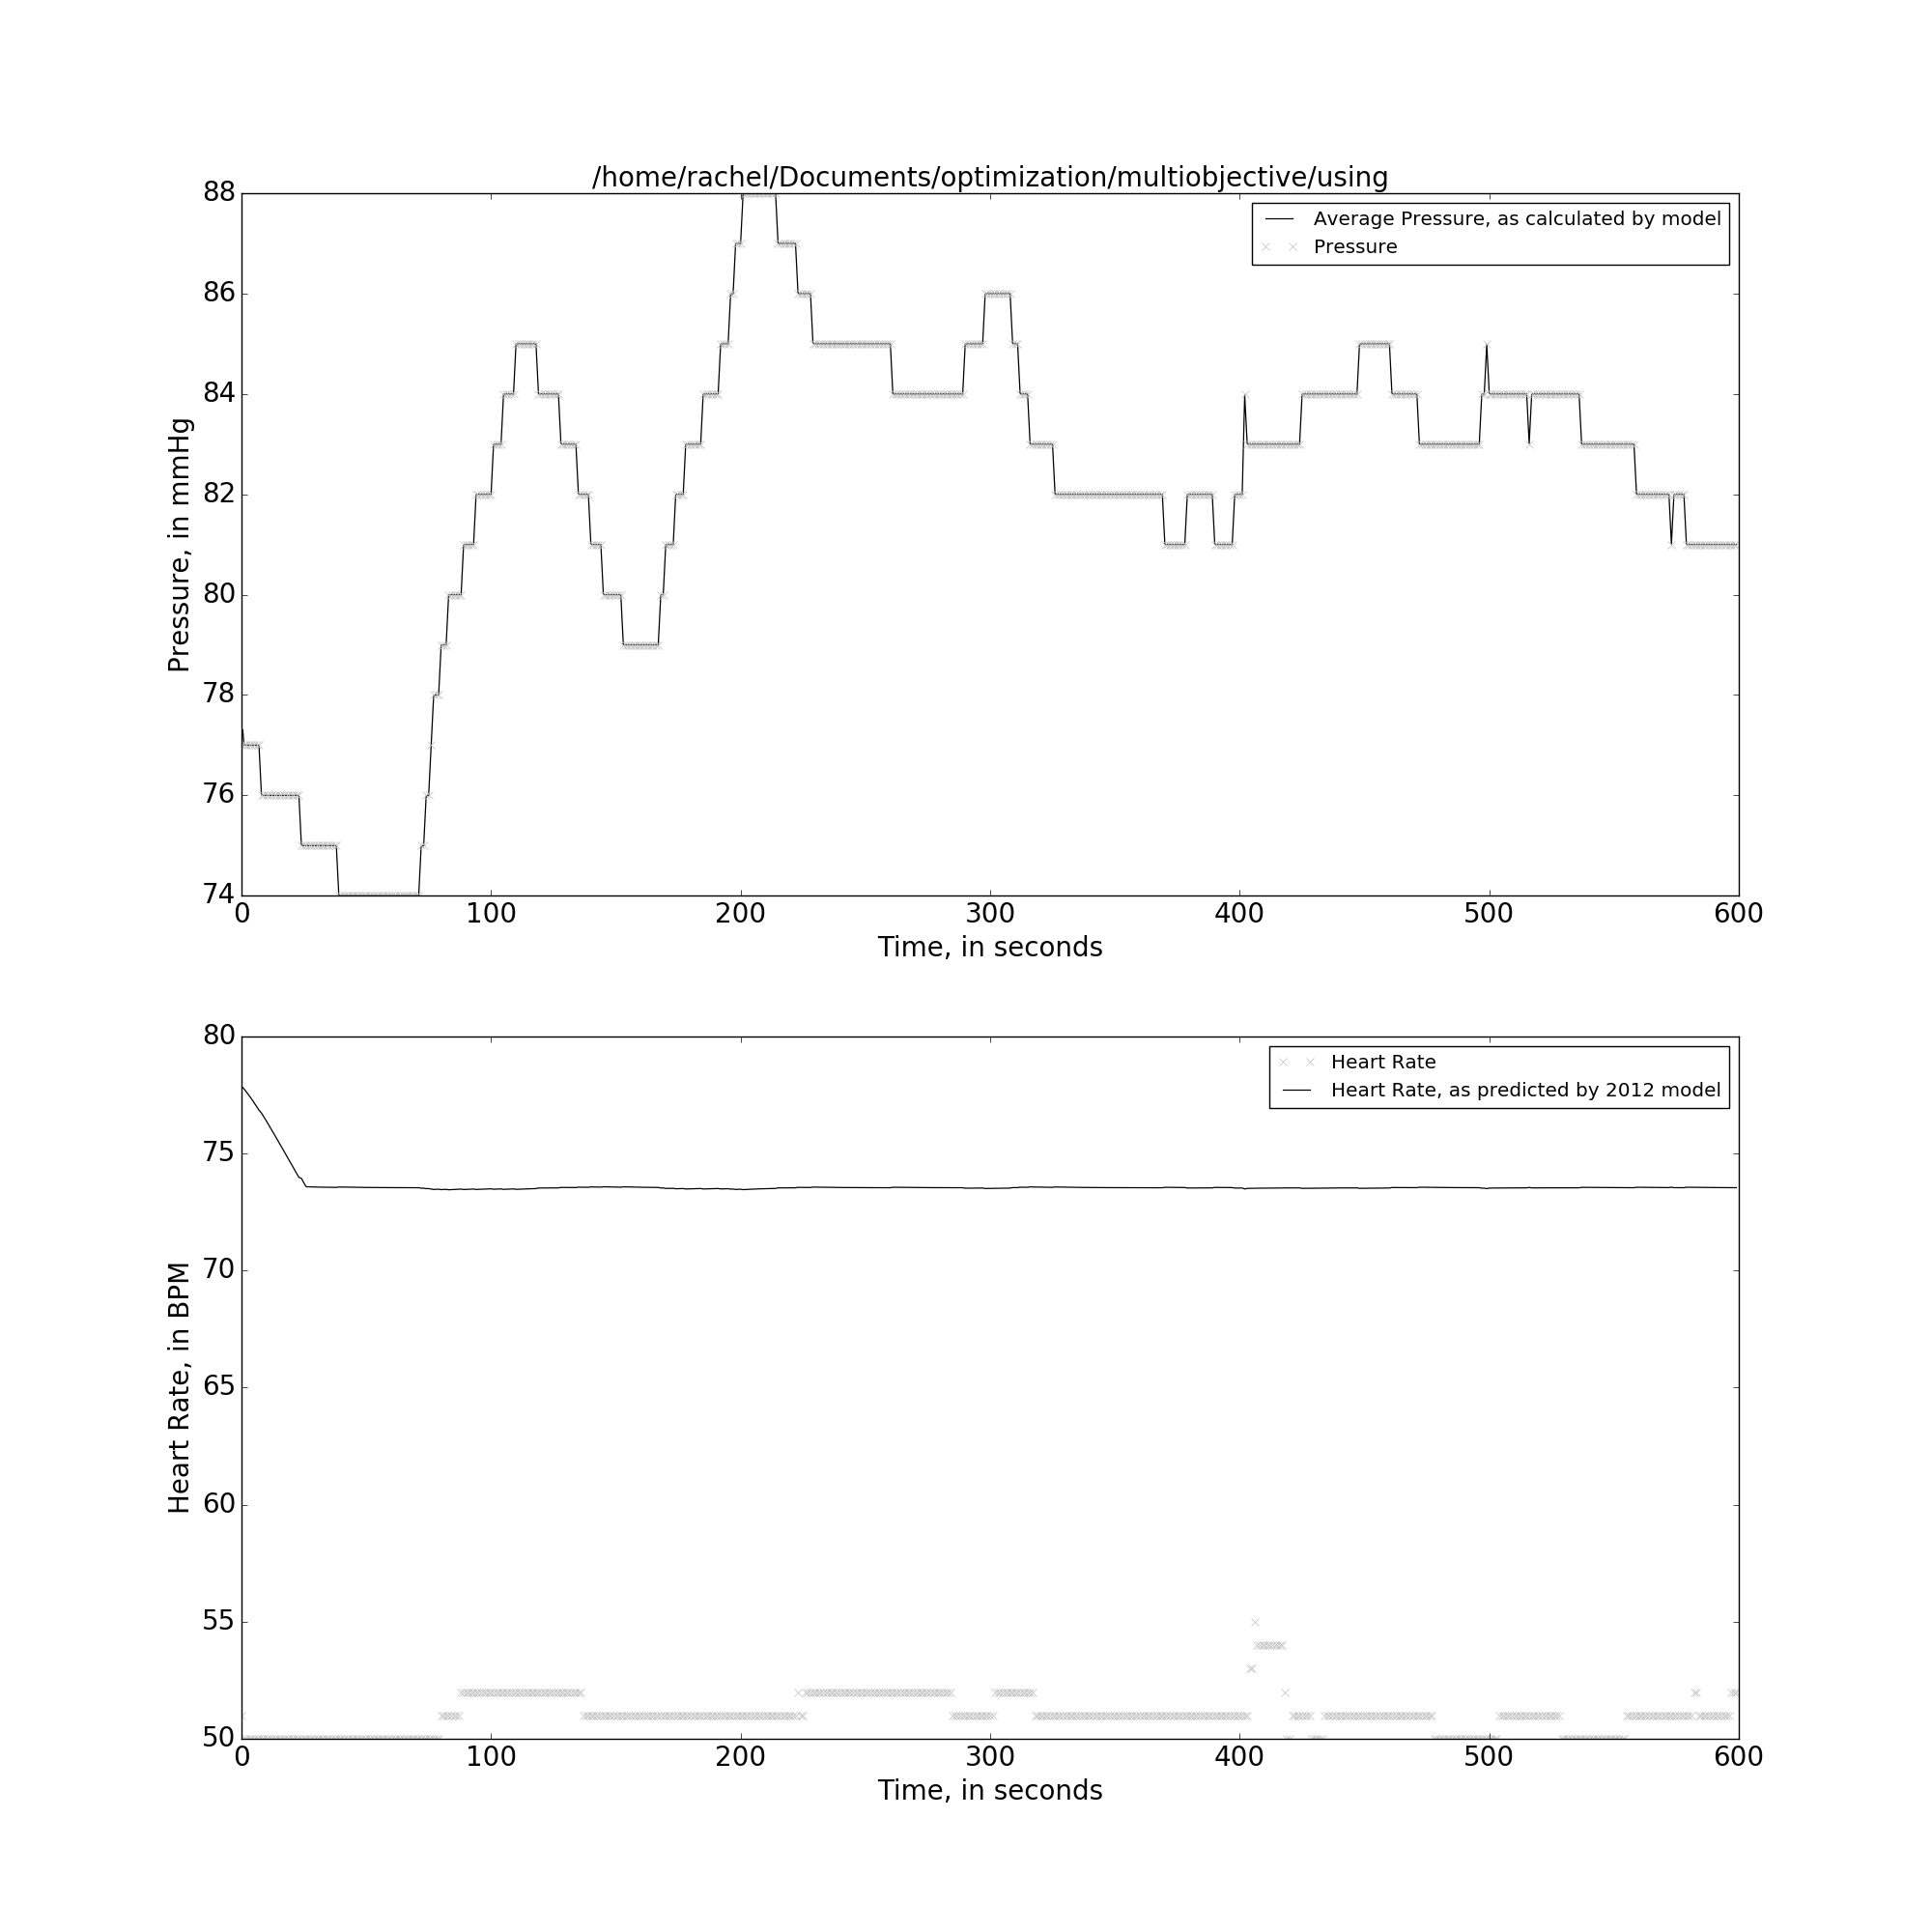 /home/rachel/Documents/optimization/multiobjective/using
88
86
84
82
80
78
76
74
Pressure, in mmHg
Average Pressure, as calculated by model
Pressure
0 100 200 300 400 500 600
Time, in seconds
80
75
70
65
60
55
50
Heart Rate, in BPM
Heart Rate
Heart Rate, as predicted by 2012 model
0 100 200 300 400 500 600
Time, in seconds